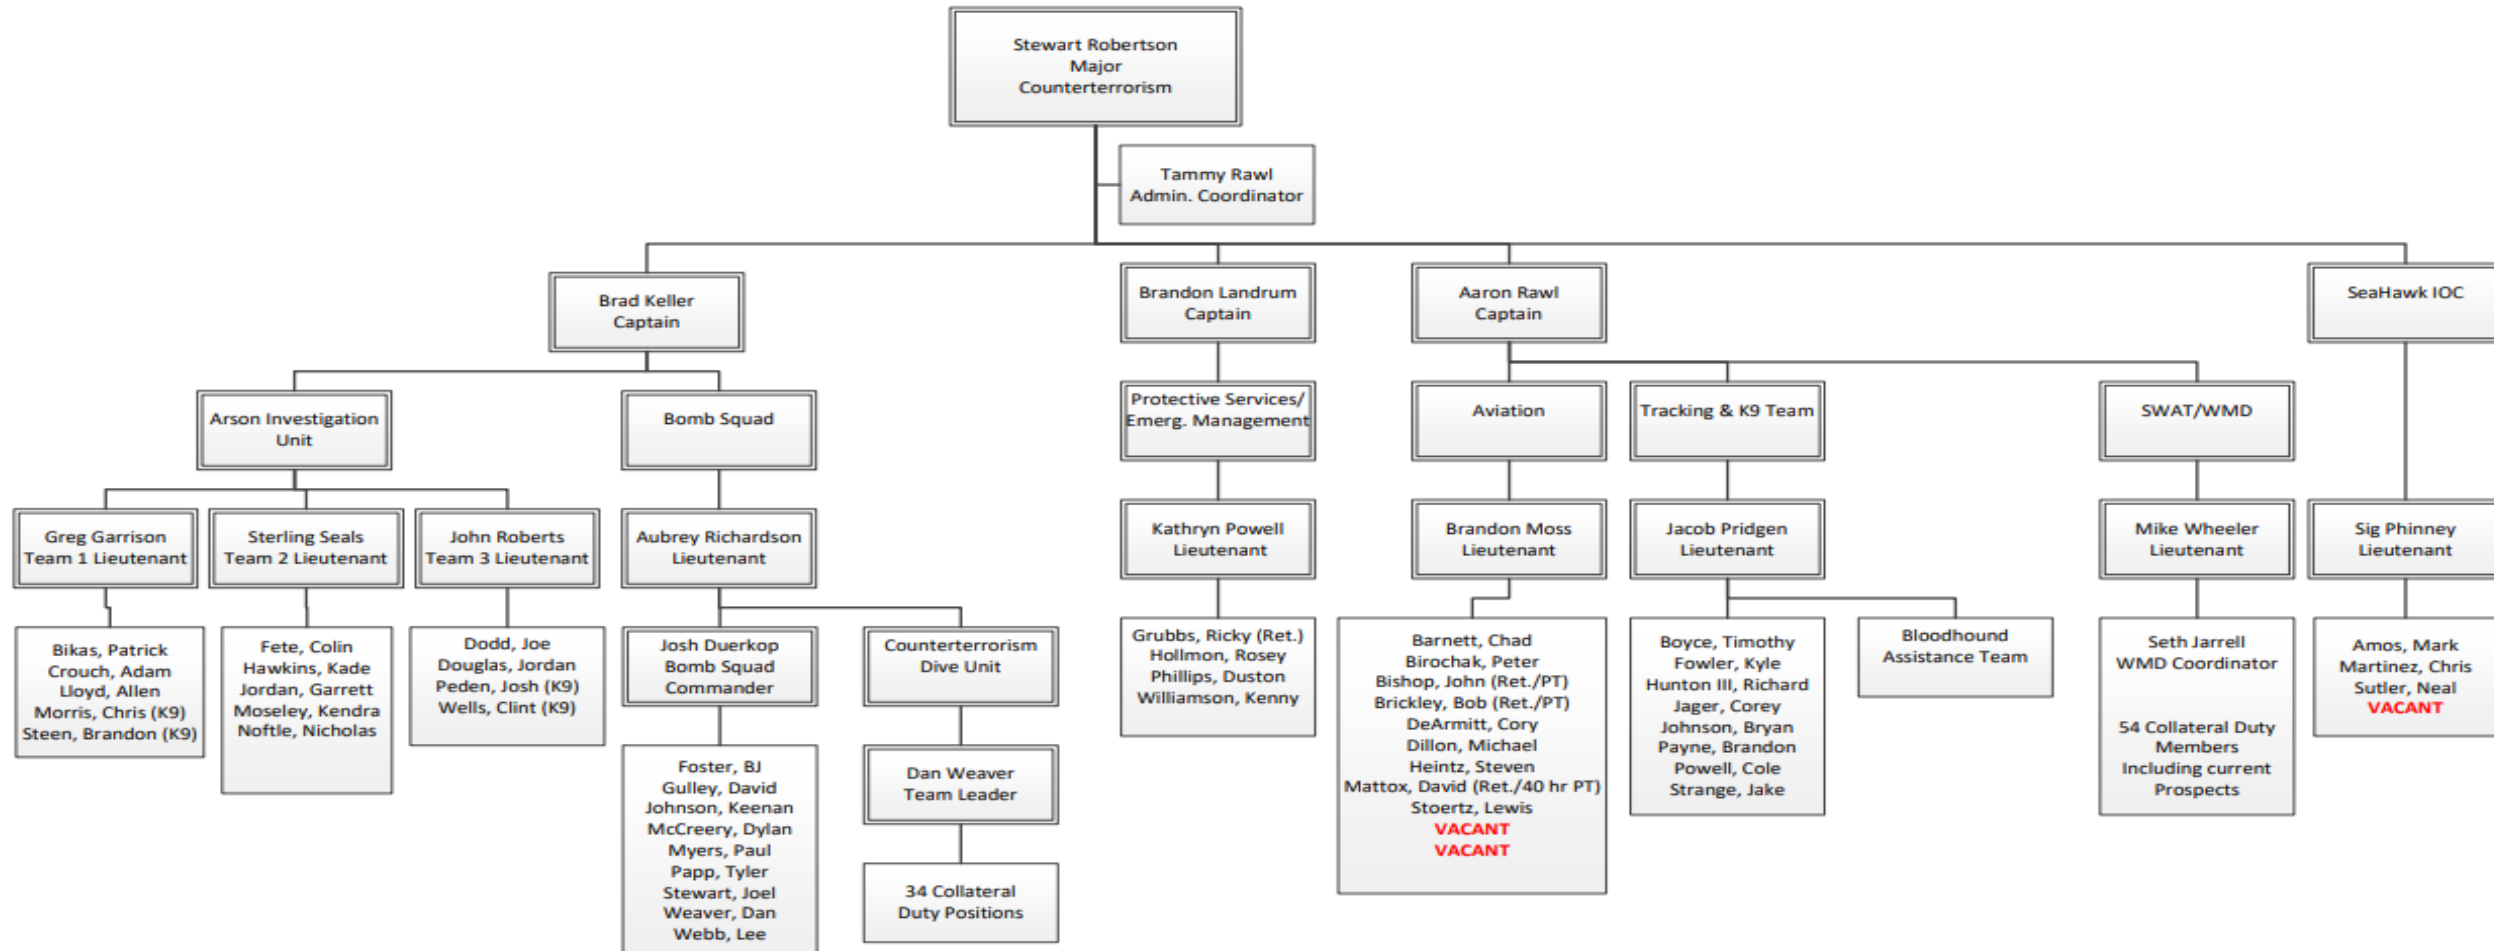 Stewart Robertson
Major
Counterterrorism
Tammy Rawl
Admin. Coordinator
Brad Keller
Captain
Brandon Landrum
Captain
Aaron Rawl
Captain
SeaHawk IOC
Arson Investigation
Unit
Bomb Squad
Protective Services/
Emerg. Management
Aviation
Tracking & K9 Team
SWAT/WMD
Greg Garrison
Team 1 Lieutenant
Sterling Seals
Team 2 Lieutenant
John Roberts
Team 3 Lieutenant
Aubrey Richardson
Lieutenant
Kathryn Powell
Lieutenant
Brandon Moss
Lieutenant
Jacob Pridgen
Lieutenant
Mike Wheeler
Lieutenant
Sig Phinney
Lieutenant
Bikas, Patrick
Crouch, Adam
Lloyd, Allen
Morris, Chris (K9)
Steen, Brandon (K9)
Fete, Colin
Hawkins, Kade
Jordan, Garrett
Moseley, Kendra
Noftle, Nicholas
Dodd, Joe
Douglas, Jordan
Peden, Josh (K9)
Wells, Clint (K9)
Josh Duerkop
Bomb Squad
Commander
Counterterrorism
Dive Unit
Grubbs, Ricky (Ret.)
Hollmon, Rosey
Phillips, Duston
Williamson, Kenny
Barnett, Chad
Birochak, Peter
Bishop, John (Ret./PT)
Brickley, Bob (Ret./PT)
DeArmitt, Cory
Dillon, Michael
Heintz, Steven
Mattox, David (Ret./40 hr PT)
Stoertz, Lewis
VACANT
VACANT
Boyce, Timothy
Fowler, Kyle
Hunton III, Richard
Jager, Corey
Johnson, Bryan
Payne, Brandon
Powell, Cole
Strange, Jake
Bloodhound
Assistance Team
Seth Jarrell
WMD Coordinator
54 Collateral Duty
Members
Including current
Prospects
Amos, Mark
Martinez, Chris
Sutler, Neal
VACANT
Foster, BJ
Gulley, David
Johnson, Keenan
McCreery, Dylan
Myers, Paul
Papp, Tyler
Stewart, Joel
Weaver, Dan
Webb, Lee
Dan Weaver
Team Leader
34 Collateral
Duty Positions